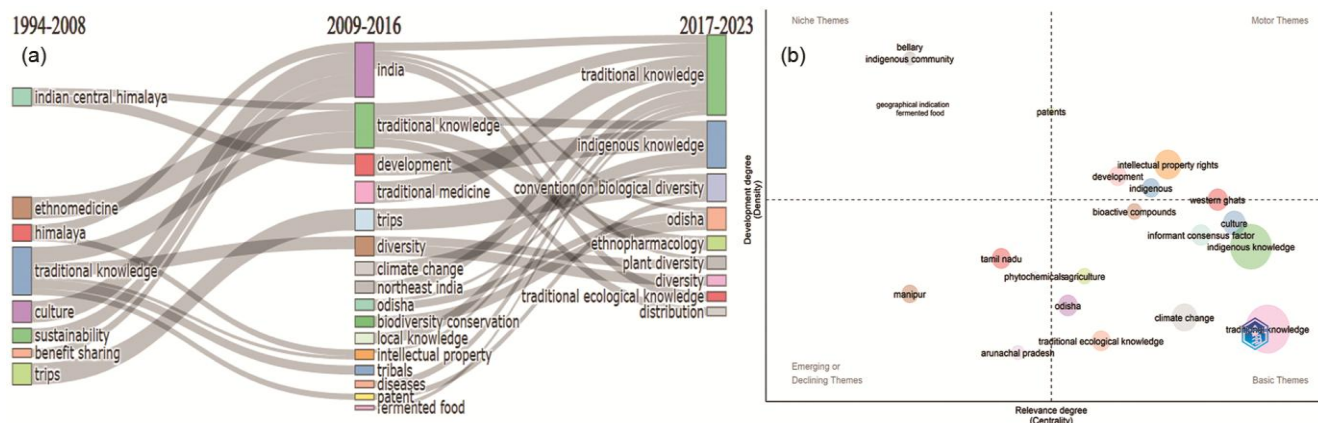 1994-2008
2009-2016
2017-2023
(a)
indian central himalaya
ethnomedicine
himalaya
traditional knowledge
culture
sustainability
benefit sharing
trips
india
traditional knowledge
development
traditional medicine
trips
diversity
climate change
northeast india
odisha
biodiversity conservation
local knowledge
intellectual property
tribals
diseases
patent
fermented food
traditional knowledge
indigenous knowledge
convention on biological diversity
odisha
ethnopharmacology
plant diversity
diversity
traditional ecological knowledge
distribution
(b)
Niche Themes
Motor Themes
bellary
indigenous community
geographical indication
fermented food
patents
intellectual property rights
development
indigenous
western ghats
bioactive compounds
culture
informant consensus factor
indigenous knowledge
tamil nadu
phytochemicals
agriculture
manipur
odisha
climate change
traditional knowledge
traditional ecological knowledge
arunachal pradesh
Emerging or
Declining Themes
Basic Themes
Development degree
(Density)
Relevance degree
(Centrality)